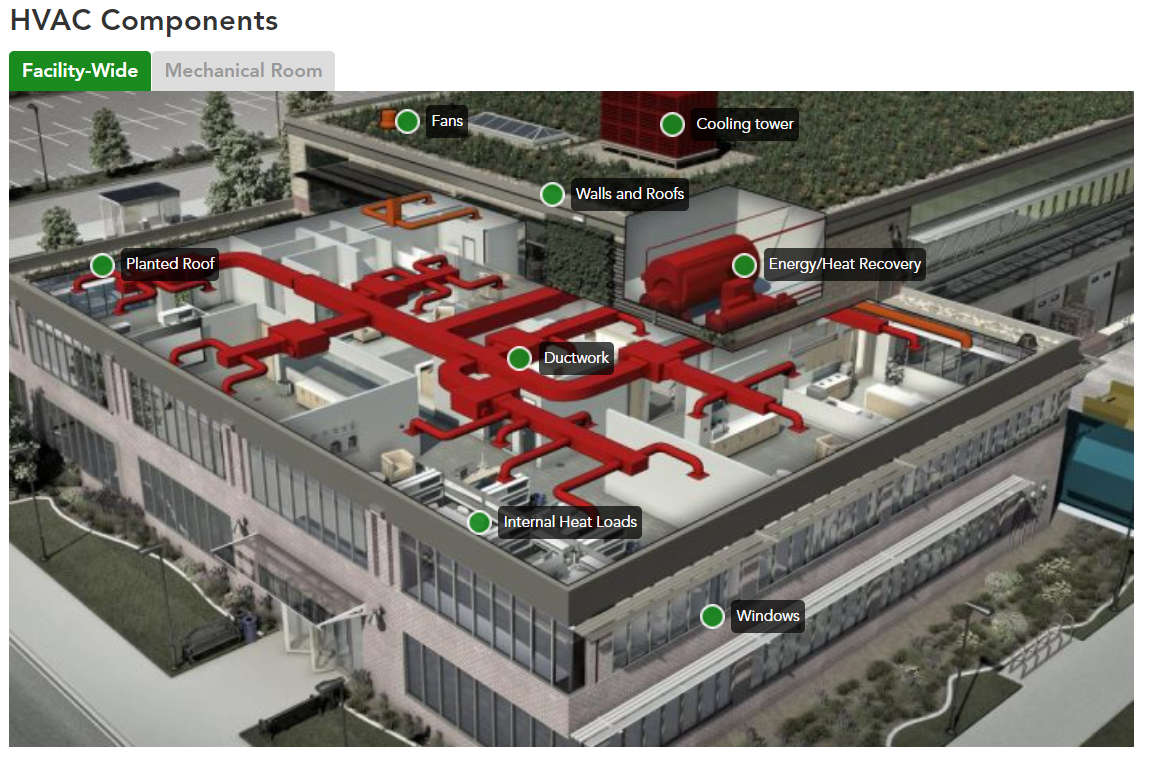 HVAC Components
Facility-Wide
Mechanical Room
Fans
Cooling tower
Walls and Roofs
Planted Roof
Energy/Heat Recovery
Ductwork
Internal Heat Loads
Windows